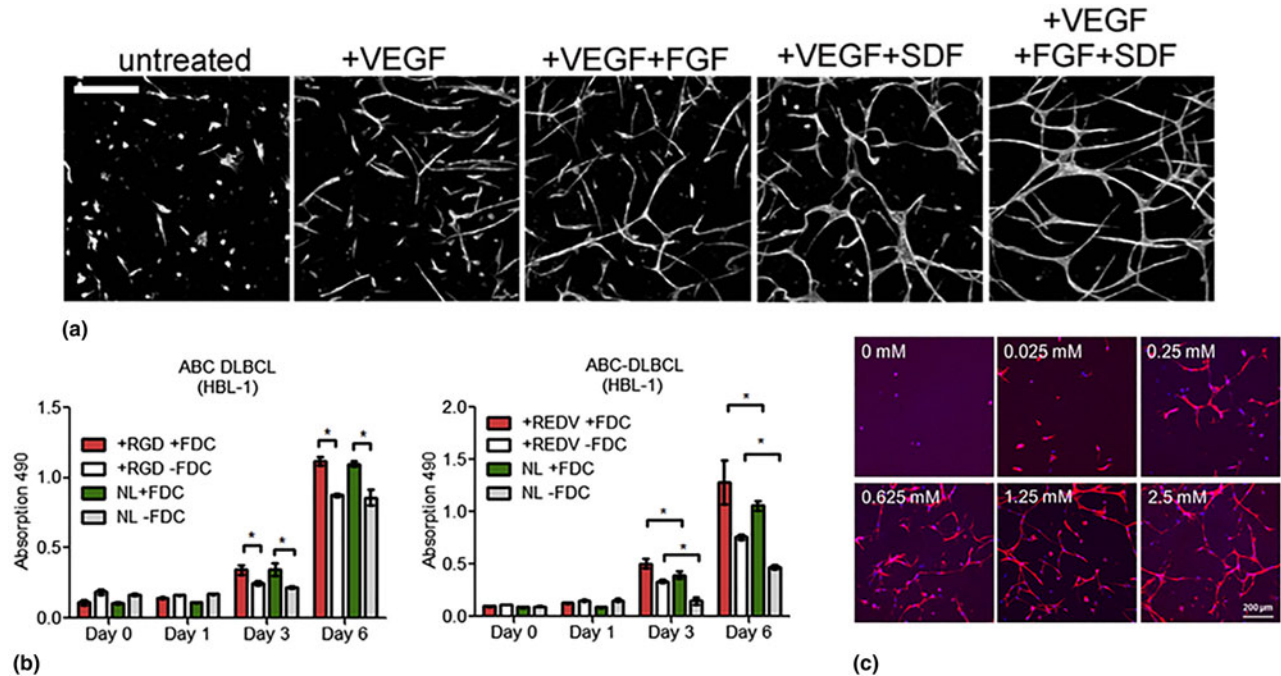 untreated
+VEGF
+VEGF+FGF
+VEGF+SDF
+VEGF
+FGF+SDF
(a)
ABC DLBCL
(HBL-1)
1.5
1.0
0.5
0.0
Absorption 490
+RGD +FDC
+RGD -FDC
NL+FDC
NL -FDC
* *
* *
Day 0 Day 1 Day 3 Day 6
ABC-DLBCL
(HBL-1)
2.0
1.5
1.0
0.5
0.0
Absorption 490
+REDV +FDC
+REDV -FDC
NL +FDC
NL -FDC
*
*
*
*
Day 0 Day 1 Day 3 Day 6
(b)
0 mM 0.025 mM 0.25 mM
0.625 mM 1.25 mM 2.5 mM
200 µm
(c)